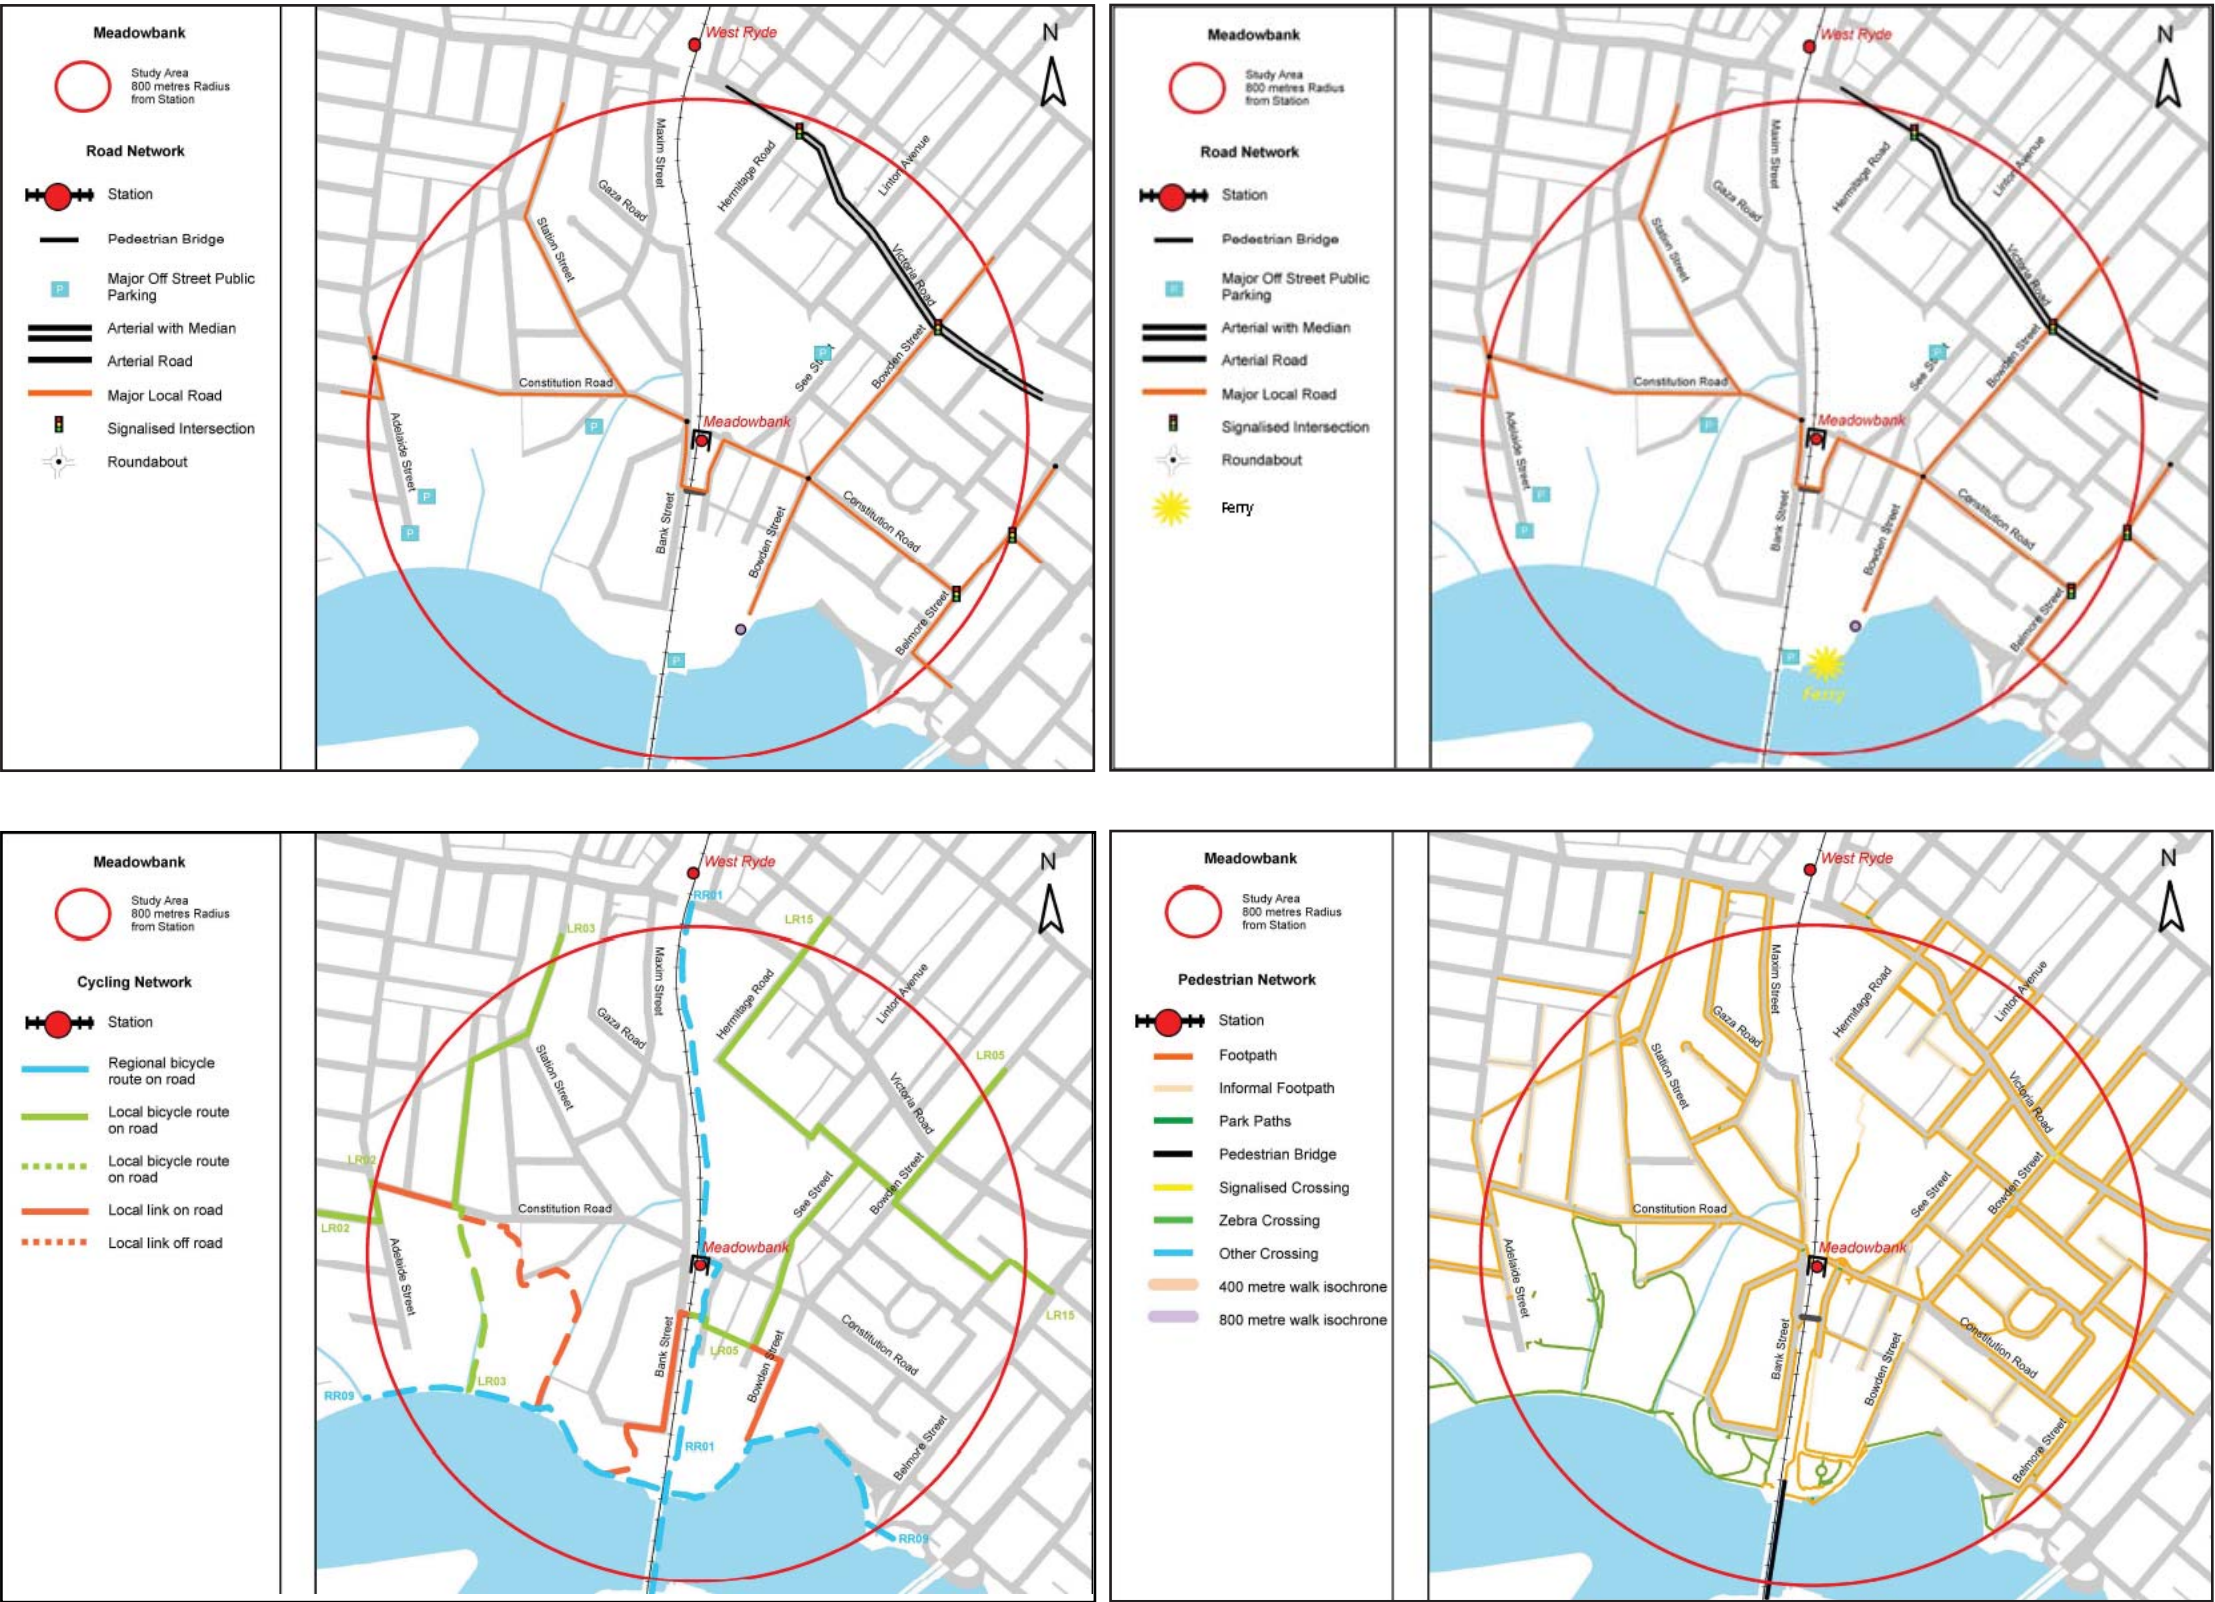 Meadowbank
Study Area
800 metres Radius
from Station
Road Network
Station
Pedestrian Bridge
P
Major Off Street Public
Parking
Arterial with Median
Arterial Road
Major Local Road
Signalised Intersection
Roundabout
West Ryde
N
Maxim Street
Hermitage Road
Linton Avenue
Gaza Road
Station Street
Victoria Road
Bowden Street
P
See St
Constitution Road
P
Meadowbank
Adelaide Street
P
P
Bank Street
Constitution Road
Bowden Street
Belmore Street
P
Meadowbank
Study Area
800 metres Radius
from Station
Road Network
Station
Pedestrian Bridge
P
Major Off Street Public
Parking
Arterial with Median
Arterial Road
Major Local Road
Signalised Intersection
Roundabout
Ferry
West Ryde
N
Maxim Street
Hermitage Road
Linton Avenue
Gaza Road
Station Street
Victoria Road
Bowden Street
P
See St
Constitution Road
P
Meadowbank
Adelaide Street
P
P
Bank Street
Constitution Road
Bowden Street
Belmore Street
P
Ferry
Meadowbank
Study Area
800 metres Radius
from Station
Cycling Network
Station
Regional bicycle
route on road
Local bicycle route
on road
Local bicycle route
on road
Local link on road
Local link off road
West Ryde
N
RR01
LR15
LR03
Maxim Street
Hermitage Road
Linton Avenue
Gaza Road
Station Street
LR05
Victoria Road
LR02
See Street
Bowden Street
Constitution Road
LR02
Meadowbank
Adelaide Street
LR15
Bank Street
LR05
Constitution Road
Bowden Street
LR03
RR09
RR01
Belmore Street
RR09
Meadowbank
Study Area
800 metres Radius
from Station
Pedestrian Network
Station
Footpath
Informal Footpath
Park Paths
Pedestrian Bridge
Signalised Crossing
Zebra Crossing
Other Crossing
400 metre walk isochrone
800 metre walk isochrone
West Ryde
N
Maxim Street
Hermitage Road
Linton Avenue
Gaza Road
Station Street
Victoria Road
See Street
Bowden Street
Constitution Road
Meadowbank
Adelaide Street
Bank Street
Constitution Road
Bowden Street
Belmore Street